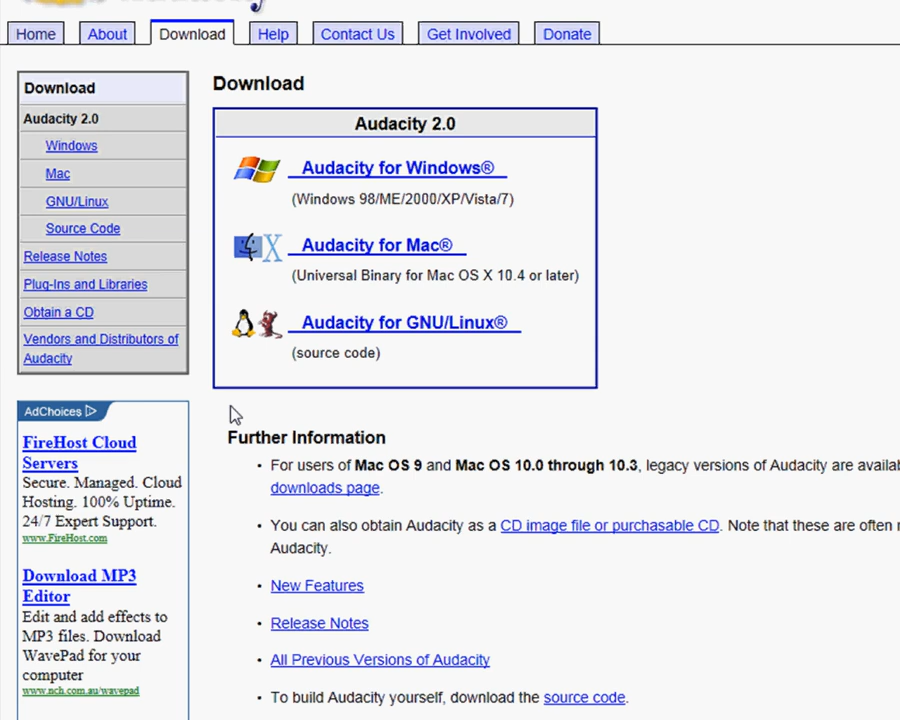 Home
About
Download
Help
Contact Us
Get Involved
Donate
Download
Audacity 2.0
Windows
Mac
GNU/Linux
Source Code
Release Notes
Plug-Ins and Libraries
Obtain a CD
Vendors and Distributors of
Audacity
AdChoices
FireHost Cloud
Servers
Secure. Managed. Cloud
Hosting. 100% Uptime.
24/7 Expert Support.
www.FireHost.com
Download MP3
Editor
Edit and add effects to
MP3 files. Download
WavePad for your
computer
www.nch.com.au/wavepad
Download
Audacity 2.0
Audacity for Windows®
(Windows 98/ME/2000/XP/Vista/7)
Audacity for Mac®
(Universal Binary for Mac OS X 10.4 or later)
Audacity for GNU/Linux®
(source code)
Further Information
• For users of Mac OS 9 and Mac OS 10.0 through 10.3, legacy versions of Audacity are
downloads page.
• You can also obtain Audacity as a CD image file or purchasable CD. Note that these are often
Audacity.
• New Features
• Release Notes
• All Previous Versions of Audacity
• To build Audacity yourself, download the source code.